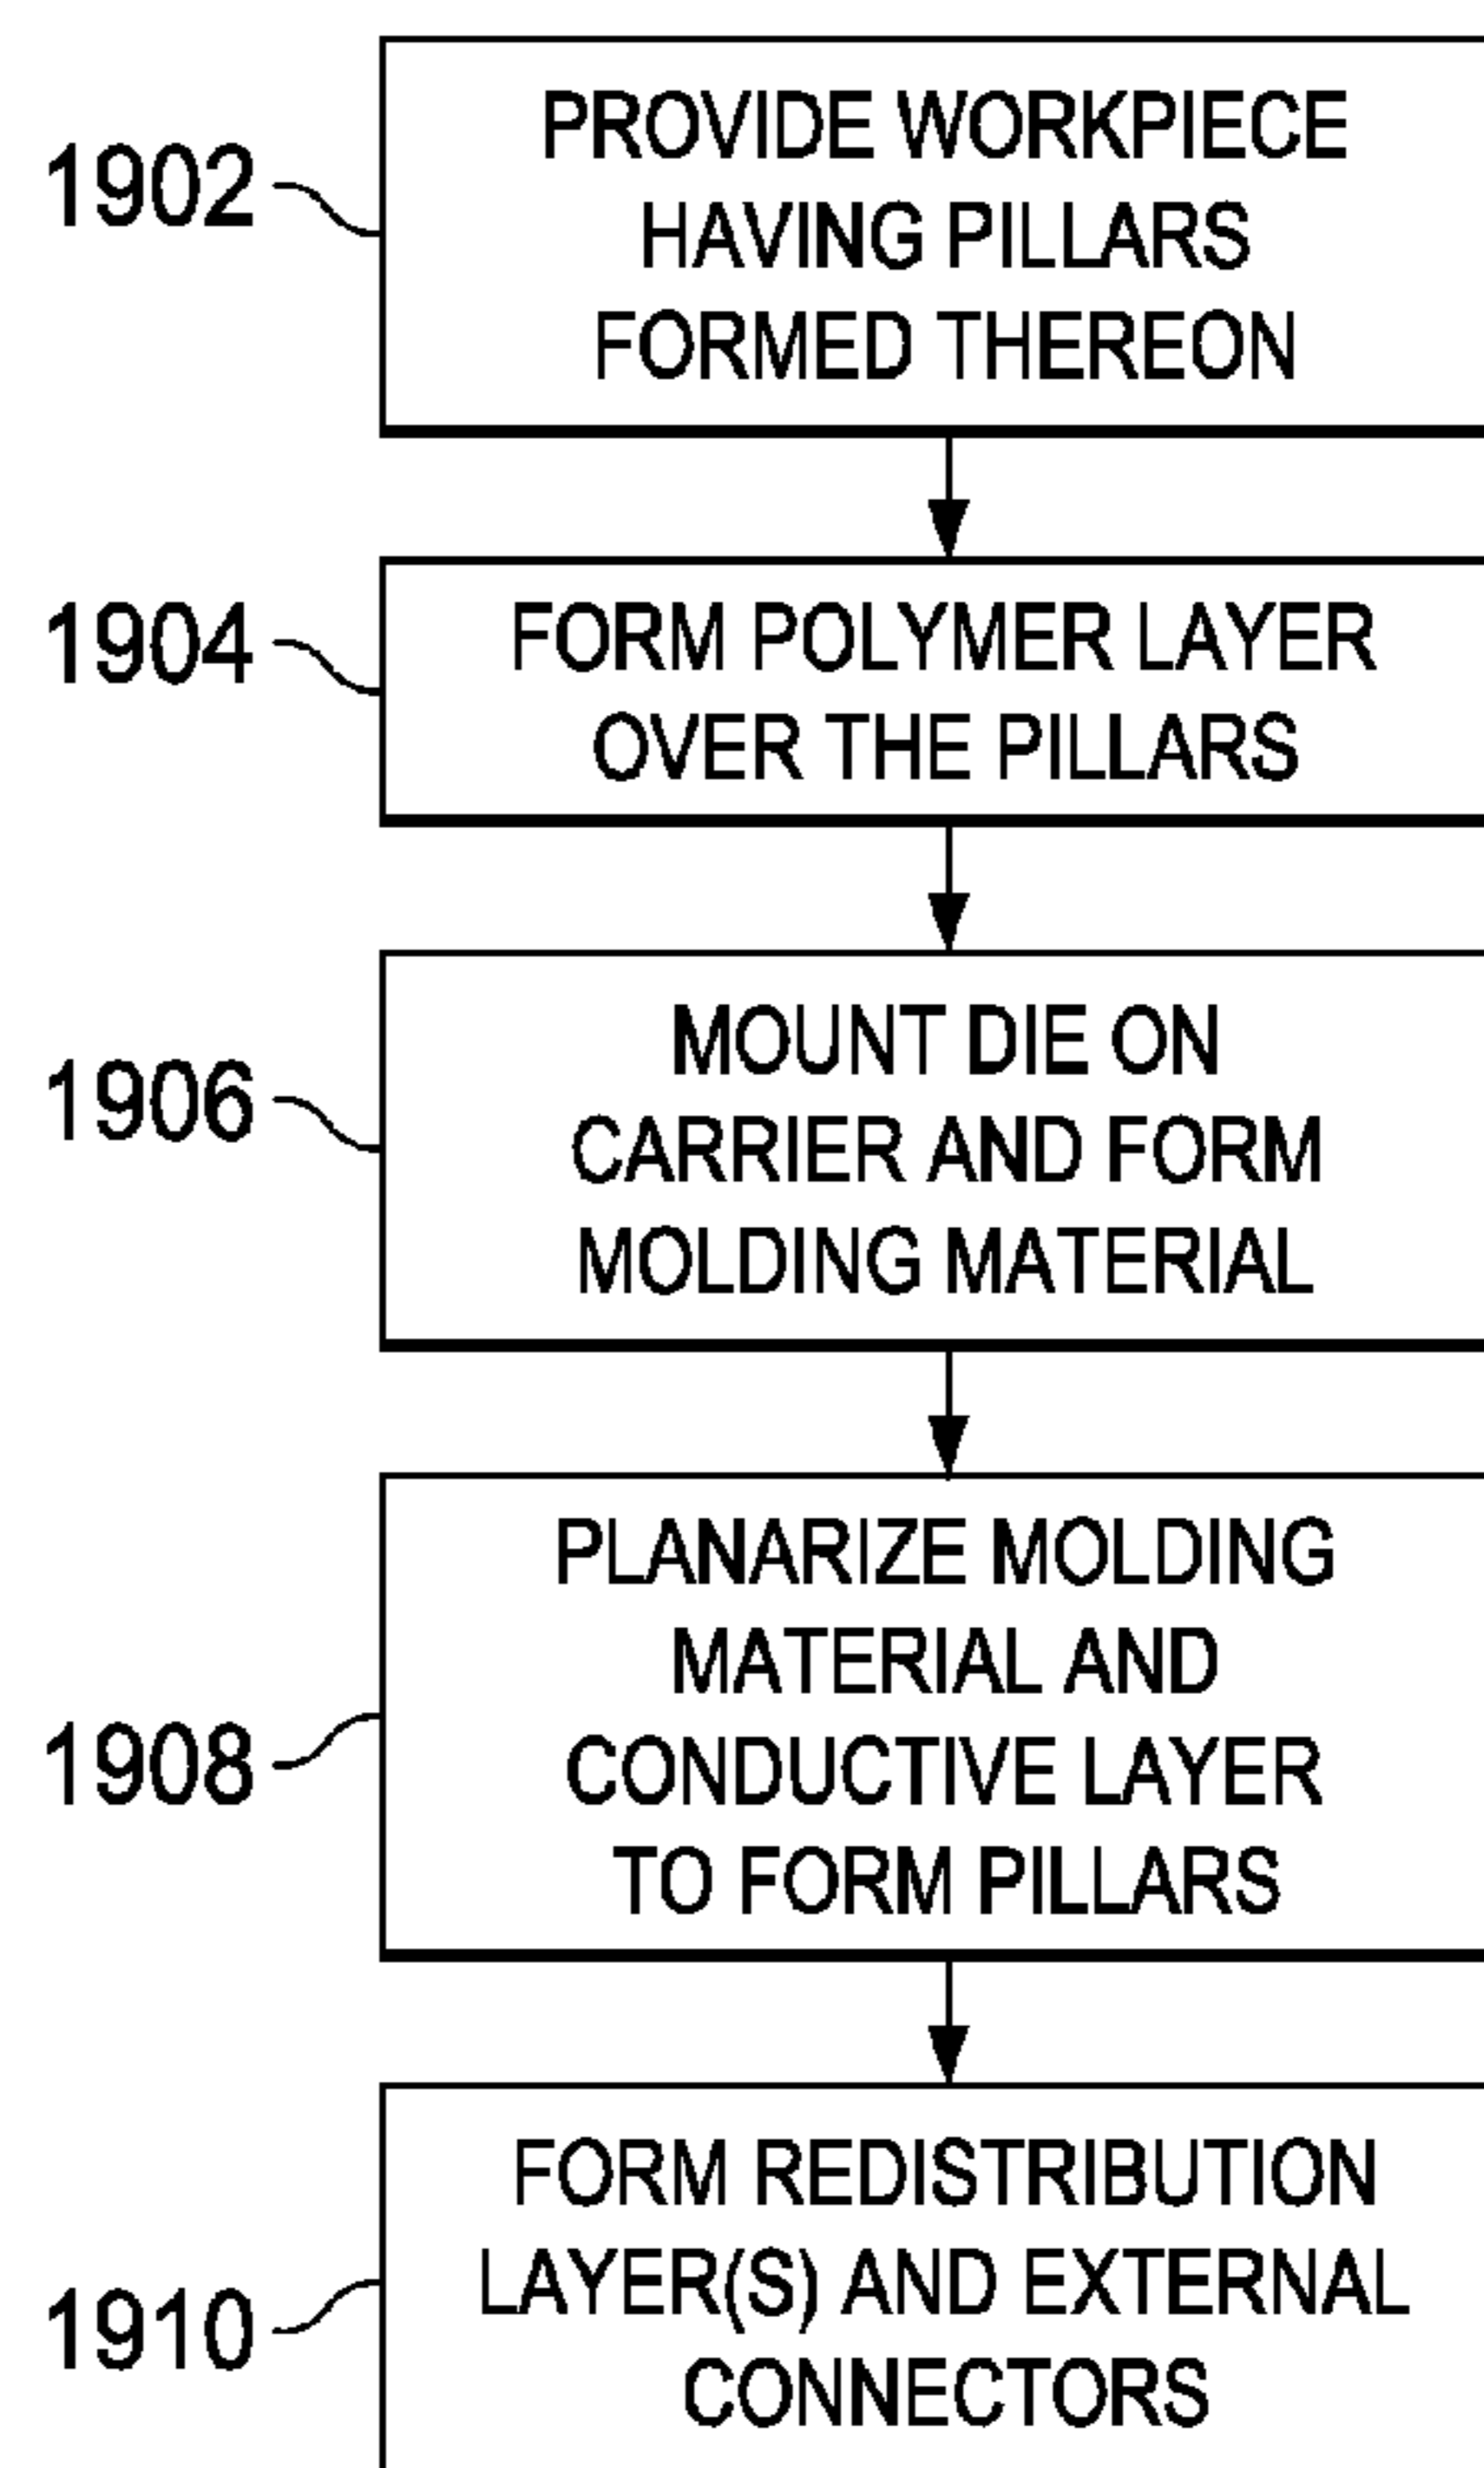 1902
PROVIDE WORKPIECE
HAVING PILLARS
FORMED THEREON
1904
FORM POLYMER LAYER
OVER THE PILLARS
1906
MOUNT DIE ON
CARRIER AND FORM
MOLDING MATERIAL
1908
PLANARIZE MOLDING
MATERIAL AND
CONDUCTIVE LAYER
TO FORM PILLARS
1910
FORM REDISTRIBUTION
LAYER(S) AND EXTERNAL
CONNECTORS